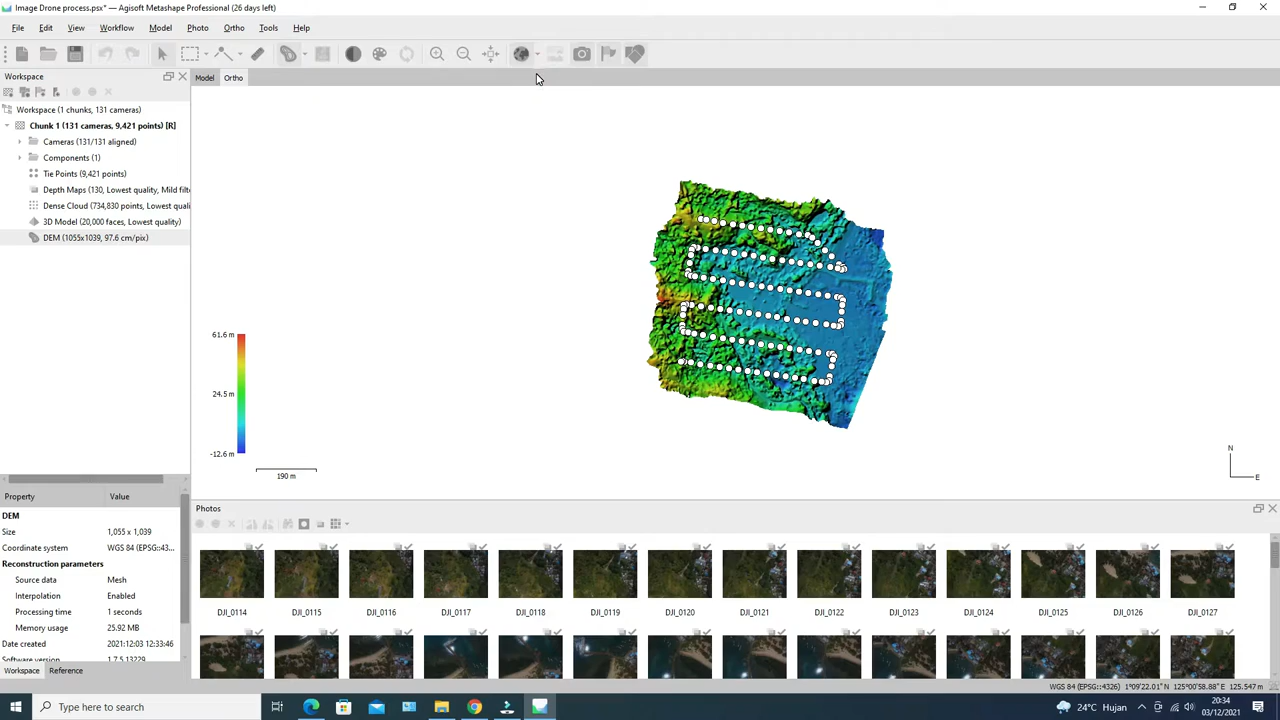 Image Drone process.psx* — Agisoft Metashape Professional (26 days left)
File Edit View Workflow Model Photo Ortho Tools Help
Workspace
Model Ortho
Workspace (1 chunks, 131 cameras)
Chunk 1 (131 cameras, 9,421 points) [R]
Cameras (131/131 aligned)
Components (1)
Tie Points (9,421 points)
Depth Maps (130, Lowest quality, Mild filte
Dense Cloud (734,830 points, Lowest quali
3D Model (20,000 faces, Lowest quality)
DEM (1055x1039, 97.6 cm/pix)
61.6 m
24.5 m
-12.6 m
190 m
N
E
Property Value
DEM
Size 1,055 x 1,039
Coordinate system WGS 84 (EPSG::43...
Reconstruction parameters
Source data Mesh
Interpolation Enabled
Processing time 1 seconds
Memory usage 25.92 MB
Date created 2021:12:03 12:33:46
Software version 1.7.5.13229
Workspace Reference
Photos
DJI_0114 DJI_0115 DJI_0116 DJI_0117 DJI_0118 DJI_0119 DJI_0120 DJI_0121 DJI_0122 DJI_0123 DJI_0124 DJI_0125 DJI_0126 DJI_0127
WGS 84 (EPSG::4326) 1°09'22.01" N 125°00'58.88" E 125.547 m
Type here to search
24°C Hujan
20:34
03/12/2021